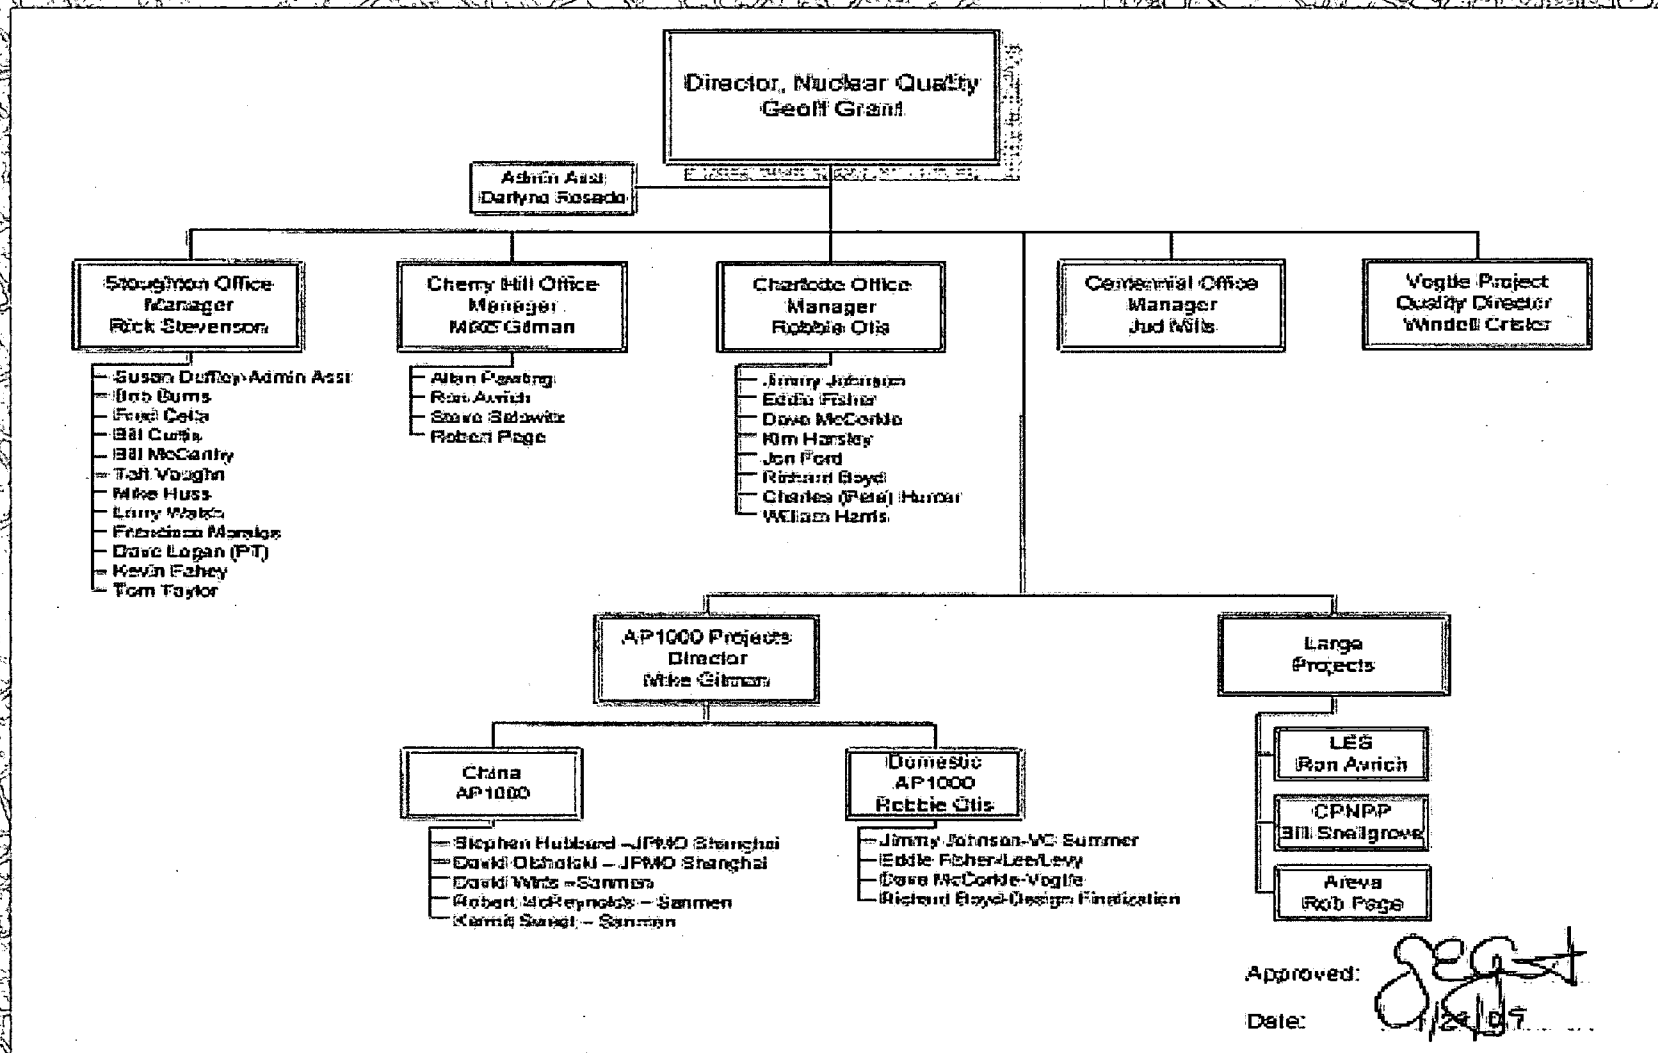 Director, Nuclear Quality
Geoff Grant
Admin Asst
Darlyne Rosado
Stoughton Office
Manager
Rick Stevenson
Cherry Hill Office
Manager
Mike Gilman
Charlotte Office
Manager
Robbie Otis
Centennial Office
Manager
Jud Mills
Vogtle Project
Quality Director
Windell Crisler
Susan Duffley-Admin Asst
Bob Burns
Fred
Bill Curtis
Bill McCarthy
Taft Vaughn
Mike Huss
Larry Walsh
Francisco Morales
Dave Logan (PT)
Kevin Fahey
Tom Taylor
Allan
Ron Avrich
Steve
Robert Page
Jimmy Johnson
Eddie Fisher
Dave McCorkle
Kim Harsley
Jon Ford
Richard Boyd
Charles (Pete) Hunter
William Harris
AP1000 Projects
Director
Mike Gilman
Large
Projects
China
AP1000
Domestic
AP1000
Robbie Otis
LES
Ron Avrich
CPNPP
Bill Snellgrove
Areva
Rob Page
Stephen Hubbard –JPMO Shanghai
David – JPMO Shanghai
David Wirts –Sanmen
Robert McReynolds – Sanmen
Kermit – Sanmen
Jimmy Johnson-VC Summer
Eddie Fisher-Lee/Levy
Dave McCorkle-Vogtle
Richard Boyd-Design Finalization
Approved:
Date: